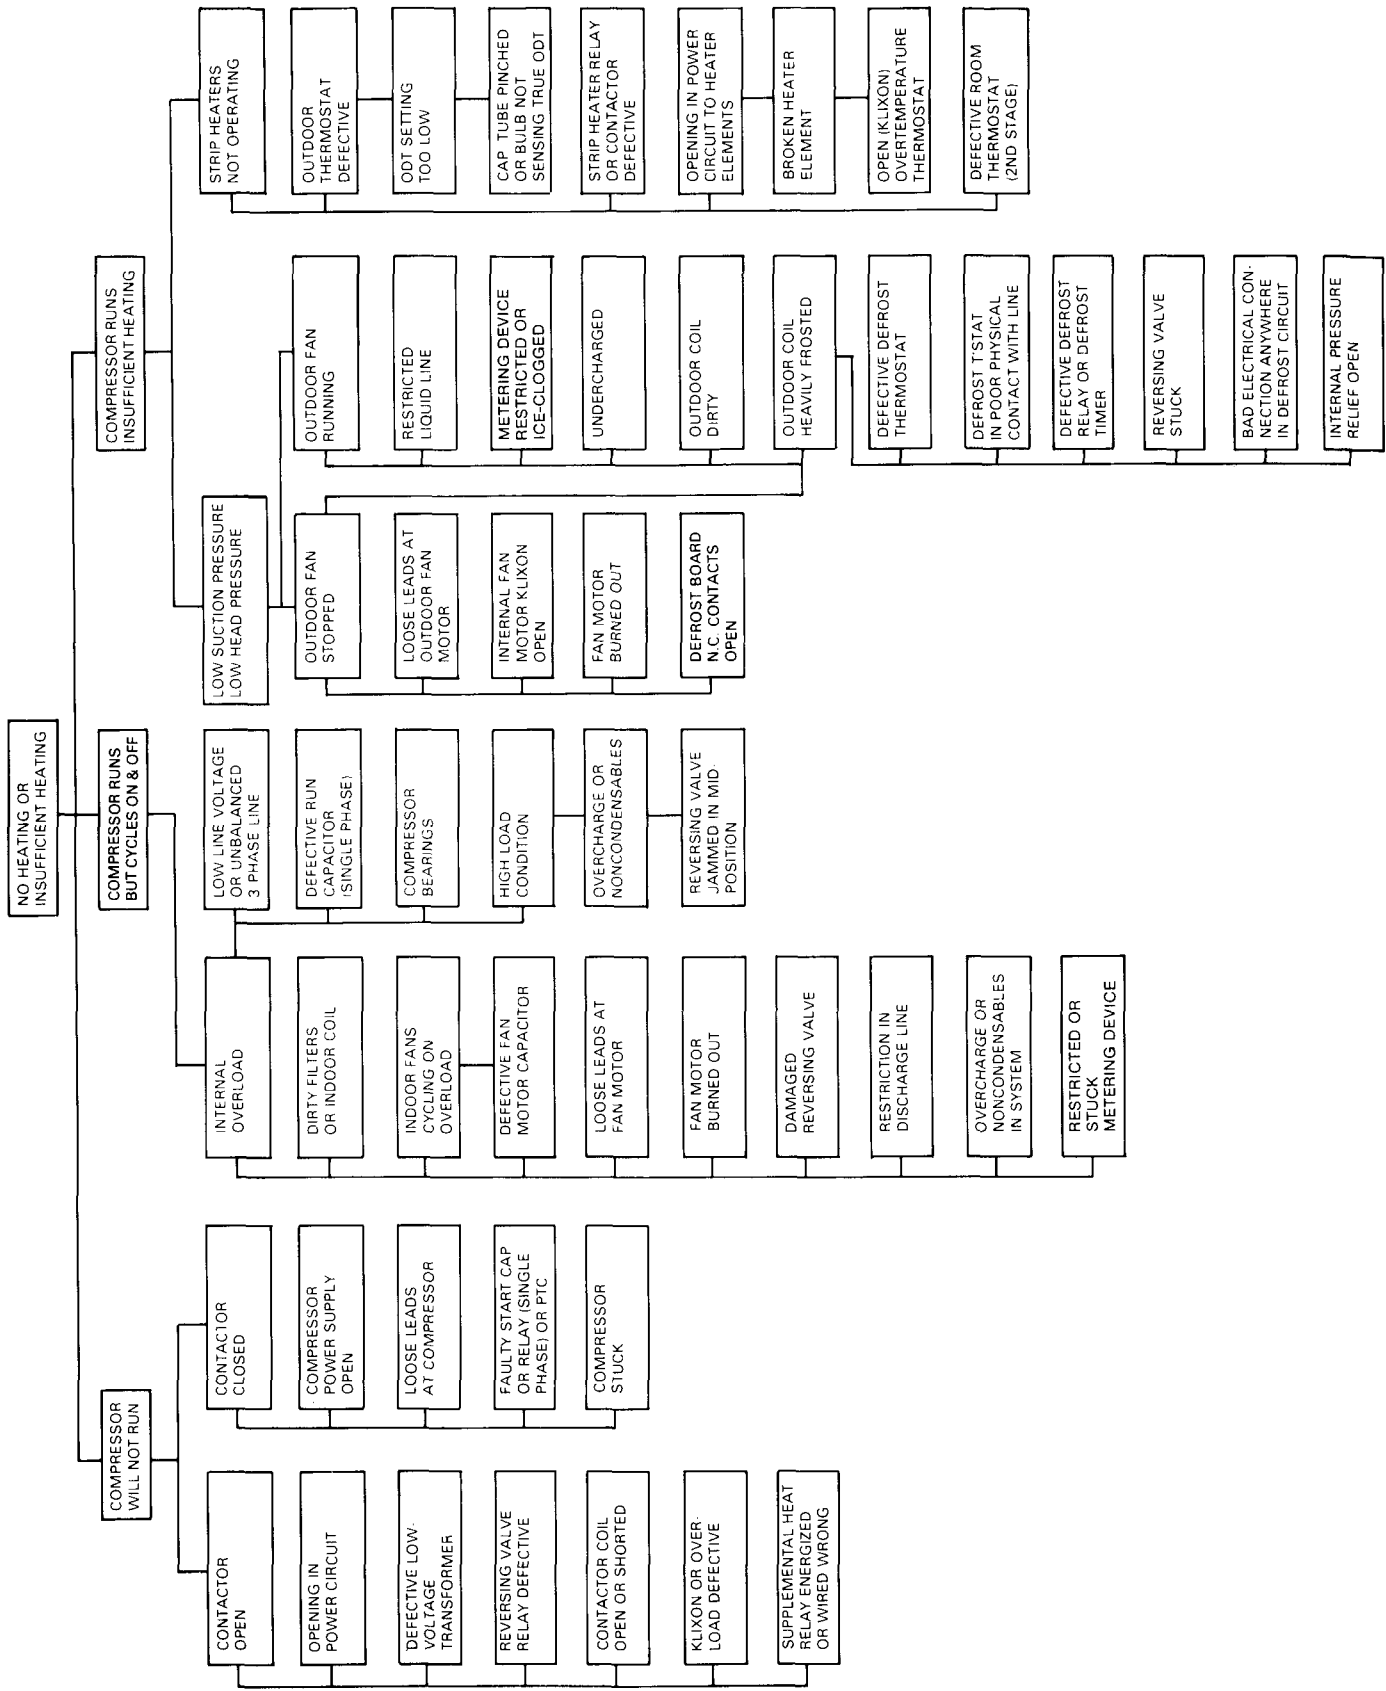 NO HEATING OR
INSUFFICIENT HEATING
COMPRESSOR
WILL NOT RUN
CONTACTOR
OPEN
OPENING IN
POWER CIRCUIT
DEFECTIVE LOW-
VOLTAGE
TRANSFORMER
REVERSING VALVE
RELAY DEFECTIVE
CONTACTOR COIL
OPEN OR SHORTED
KLIXON OR OVER-
LOAD DEFECTIVE
SUPPLEMENTAL HEAT
RELAY ENERGIZED
OR WIRED WRONG
CONTACTOR
CLOSED
COMPRESSOR
POWER SUPPLY
OPEN
LOOSE LEADS
AT COMPRESSOR
FAULTY START CAP
OR RELAY (SINGLE
PHASE) OR PTC
COMPRESSOR
STUCK
COMPRESSOR RUNS
BUT CYCLES ON & OFF
INTERNAL
OVERLOAD
DIRTY FILTERS
OR INDOOR COIL
INDOOR FANS
CYCLING ON
OVERLOAD
DEFECTIVE FAN
MOTOR CAPACITOR
LOOSE LEADS AT
FAN MOTOR
FAN MOTOR
BURNED OUT
DAMAGED
REVERSING VALVE
RESTRICTION IN
DISCHARGE LINE
OVERCHARGE OR
NONCONDENSABLES
IN SYSTEM
RESTRICTED OR
STUCK
METERING DEVICE
LOW LINE VOLTAGE
OR UNBALANCED
3 PHASE LINE
DEFECTIVE RUN
CAPACITOR
(SINGLE PHASE)
COMPRESSOR
BEARINGS
HIGH LOAD
CONDITION
OVERCHARGE OR
NONCONDENSABLES
REVERSING VALVE
JAMMED IN MID-
POSITION
COMPRESSOR RUNS
INSUFFICIENT HEATING
LOW SUCTION PRESSURE
LOW HEAD PRESSURE
OUTDOOR FAN
STOPPED
LOOSE LEADS AT
OUTDOOR FAN
MOTOR
INTERNAL FAN
MOTOR KLIXON
OPEN
FAN MOTOR
BURNED OUT
DEFROST BOARD
N.C. CONTACTS
OPEN
OUTDOOR FAN
RUNNING
RESTRICTED
LIQUID LINE
METERING DEVICE
RESTRICTED OR
ICE-CLOGGED
UNDERCHARGED
OUTDOOR COIL
DIRTY
OUTDOOR COIL
HEAVILY FROSTED
DEFECTIVE DEFROST
THERMOSTAT
DEFROST T'STAT
IN POOR PHYSICAL
CONTACT WITH LINE
DEFECTIVE DEFROST
RELAY OR DEFROST
TIMER
REVERSING VALVE
STUCK
BAD ELECTRICAL CON-
NECTION ANYWHERE
IN DEFROST CIRCUIT
INTERNAL PRESSURE
RELIEF OPEN
STRIP HEATERS
NOT OPERATING
OUTDOOR
THERMOSTAT
DEFECTIVE
ODT SETTING
TOO LOW
CAP TUBE PINCHED
OR BULB NOT
SENSING TRUE ODT
STRIP HEATER RELAY
OR CONTACTOR
DEFECTIVE
OPENING IN POWER
CIRCUIT TO HEATER
ELEMENTS
BROKEN HEATER
ELEMENT
OPEN (KLIXON)
OVERTEMPERATURE
THERMOSTAT
DEFECTIVE ROOM
THERMOSTAT
(2ND STAGE)